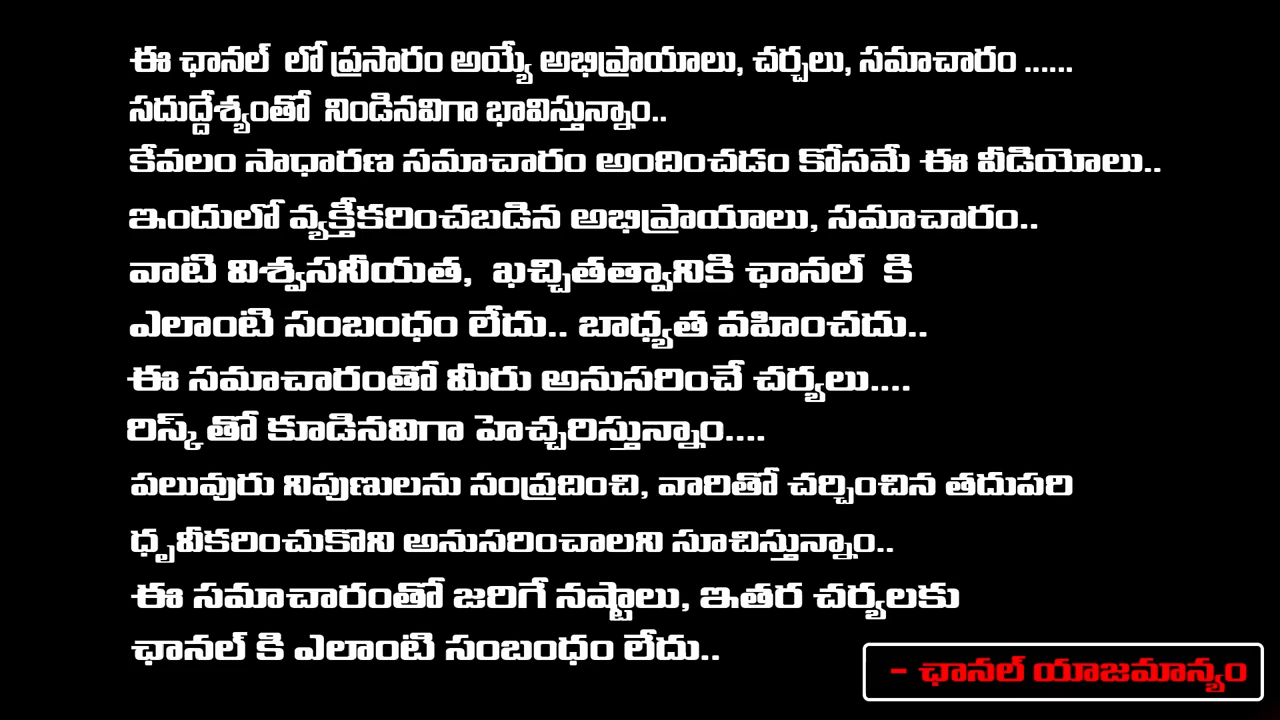 ఈ ఛానల్ లో ప్రసారం అయ్యే అభిప్రాయాలు, చర్చలు, సమాచారం ......
సదుద్దేశ్యంతో నిండినవిగా భావిస్తున్నాం..
కేవలం సాధారణ సమాచారం అందించడం కోసమే ఈ వీడియోలు..
ఇందులో వ్యక్తీకరించబడిన అభిప్రాయాలు, సమాచారం..
వాటి విశ్వసనీయత, ఖచ్చితత్వానికి ఛానల్ కి
ఎలాంటి సంబంధం లేదు.. బాధ్యత వహించదు..
ఈ సమాచారంతో మీరు అనుసరించే చర్యలు....
రిస్క్ తో కూడినవిగా హెచ్చరిస్తున్నాం....
పలువురు నిపుణులను సంప్రదించి, వారితో చర్చించిన తదుపరి
ధృవీకరించుకొని అనుసరించాలని సూచిస్తున్నాం..
ఈ సమాచారంతో జరిగే నష్టాలు, ఇతర చర్యలకు
ఛానల్ కి ఎలాంటి సంబంధం లేదు..
- ఛానల్ యాజమాన్యం